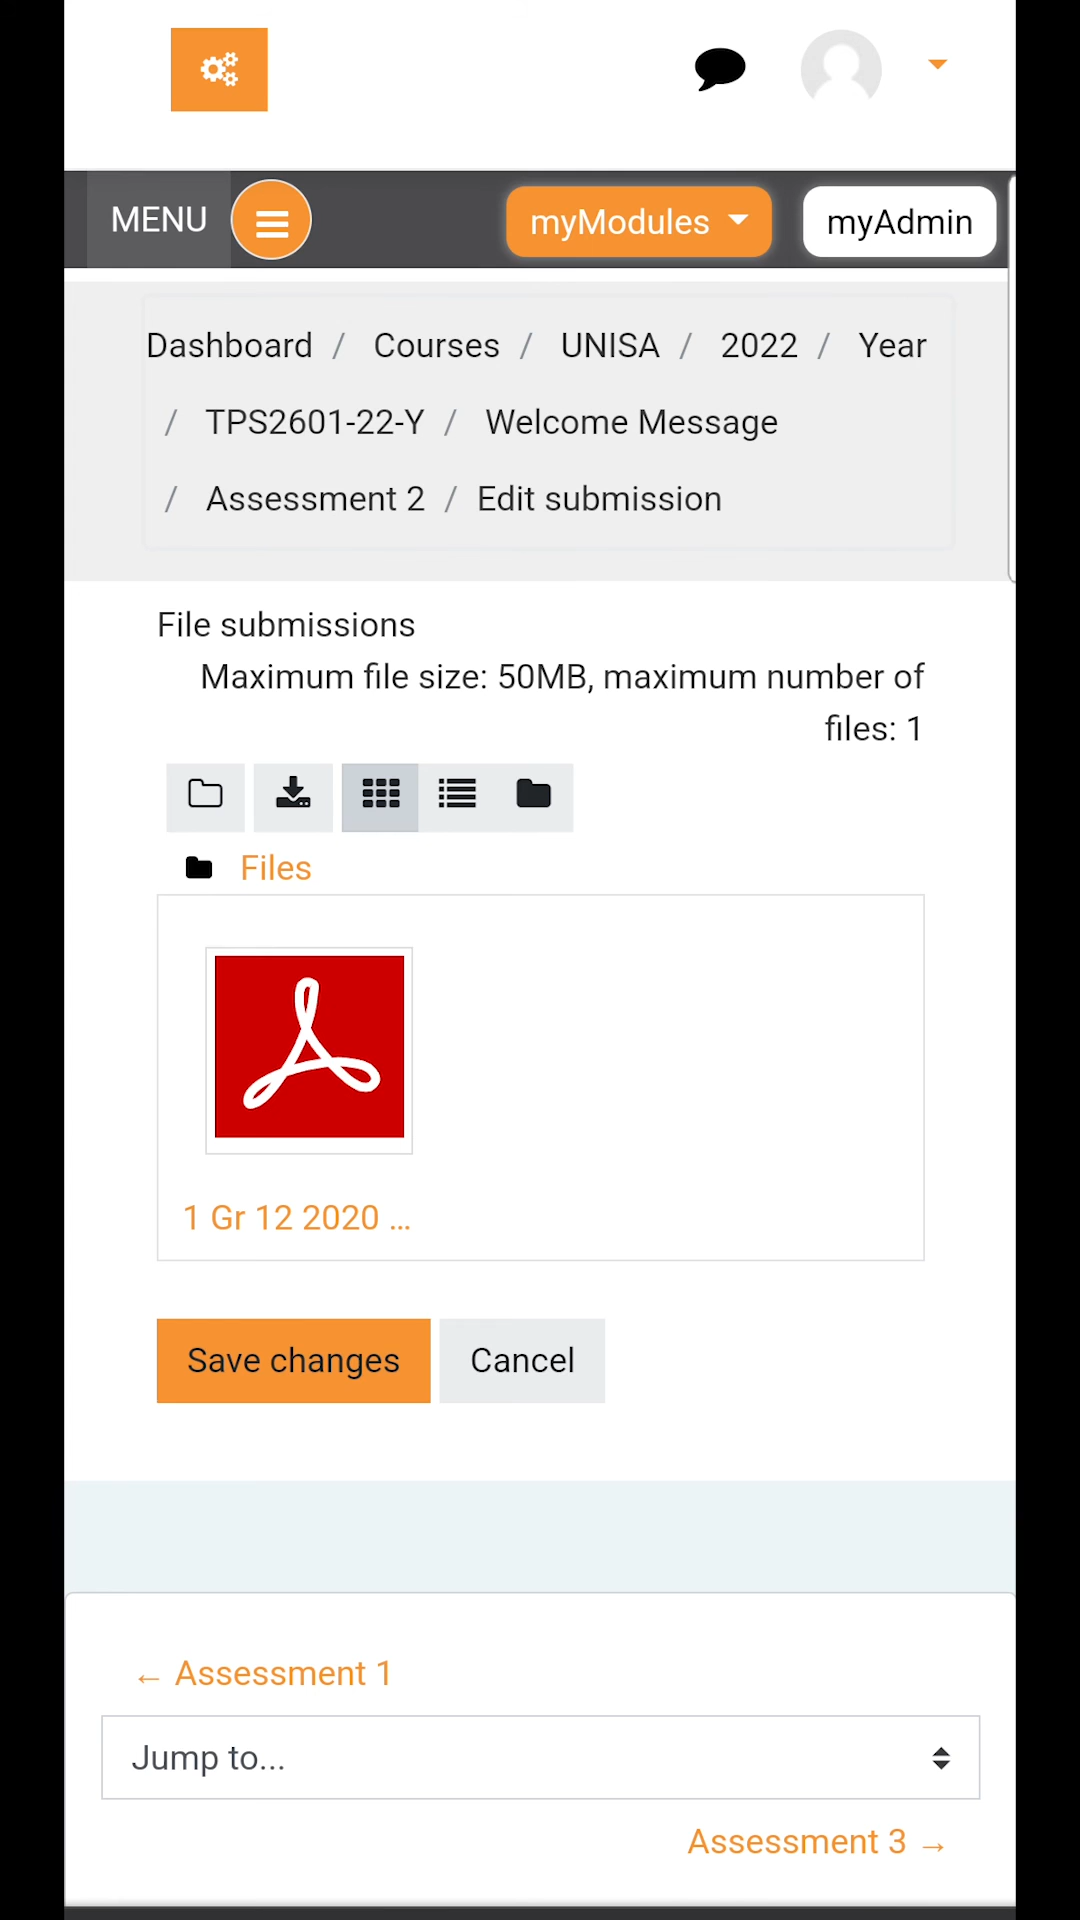 MENU
myModules
myAdmin
Dashboard / Courses / UNISA / 2022 / Year
/ TPS2601-22-Y / Welcome Message
/ Assessment 2 / Edit submission
File submissions
Maximum file size: 50MB, maximum number of
files: 1
Files
1 Gr 12 2020 ...
Save changes
Cancel
← Assessment 1
Jump to...
Assessment 3 →